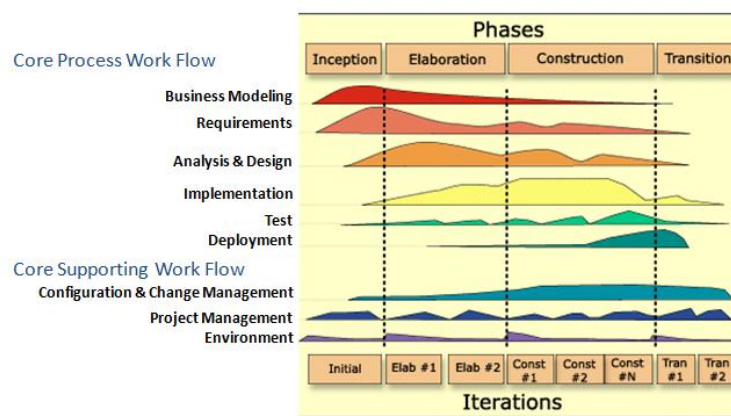 Phases
Inception Elaboration Construction Transition
Core Process Work Flow
Business Modeling
Requirements
Analysis & Design
Implementation
Test
Deployment
Core Supporting Work Flow
Configuration & Change Management
Project Management
Environment
Initial Elab #1 Elab #2 Const #1 Const #2 Const #N Tran #1 Tran #2
Iterations